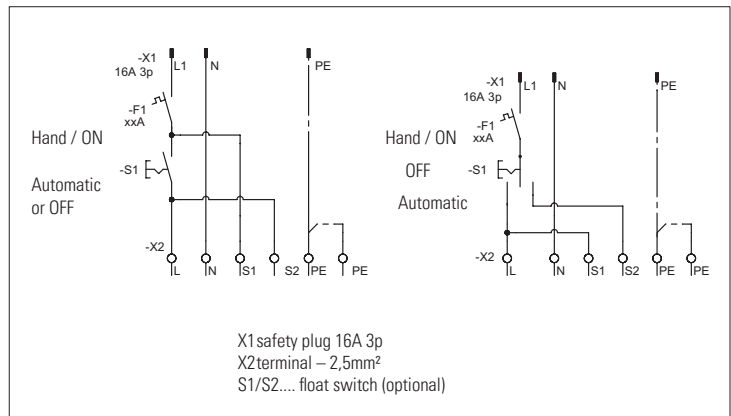 -X1
16A 3p
L1
N
PE
-F1
xxA
Hand / ON
-S1
Automatic
or OFF
-X2
L
N
S1
S2
PE
PE
-X1
16A 3p
L1
N
PE
-F1
xxA
Hand / ON
OFF
-S1
Automatic
-X2
L
N
S1
S2
PE
PE
X1safety plug 16A 3p
X2terminal – 2,5mm²
S1/S2.... float switch (optional)